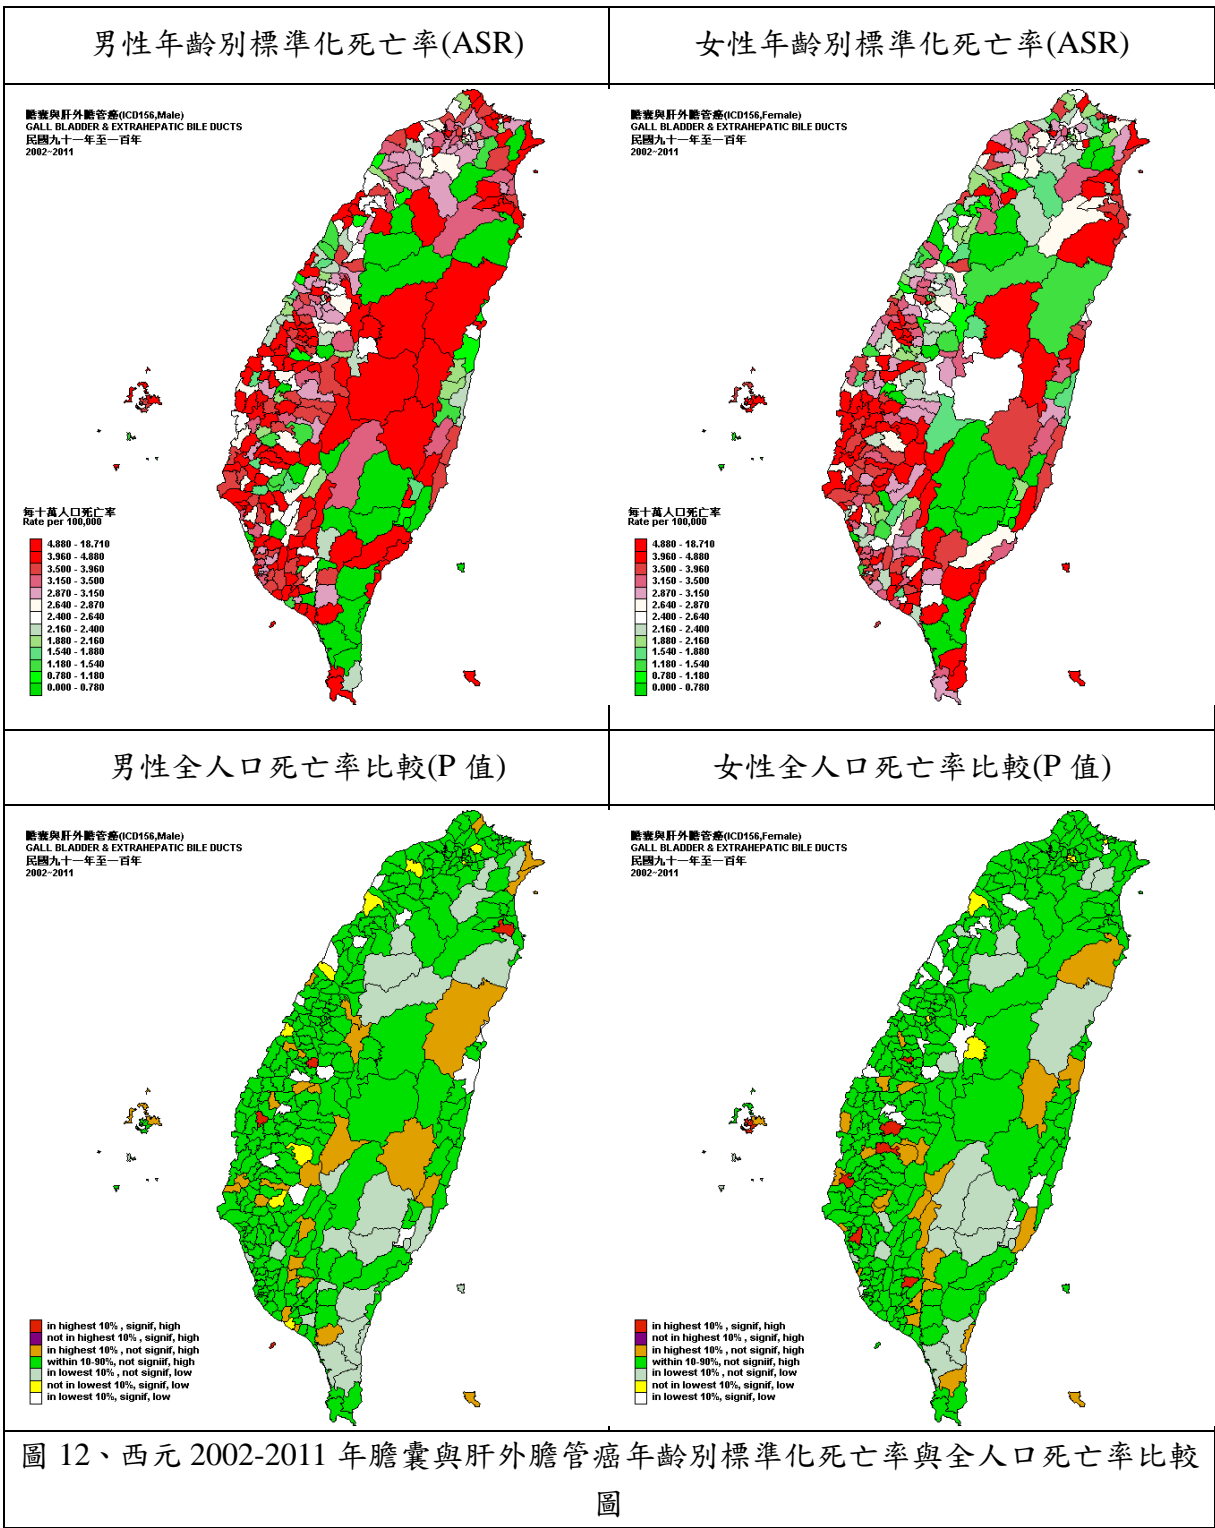 男性年齡別標準化死亡率(ASR)
女性年齡別標準化死亡率(ASR)
膽囊與肝外膽管癌(ICD156,Male)
GALL BLADDER & EXTRAHEPATIC BILE DUCTS
民國九十一年至一百年
2002~2011
每十萬人口死亡率
Rate per 100,000
4.880 - 18.710
3.960 - 4.880
3.500 - 3.960
3.150 - 3.500
2.870 - 3.150
2.640 - 2.870
2.400 - 2.640
2.160 - 2.400
1.880 - 2.160
1.540 - 1.880
1.180 - 1.540
0.780 - 1.180
0.000 - 0.780
膽囊與肝外膽管癌(ICD156,Female)
GALL BLADDER & EXTRAHEPATIC BILE DUCTS
民國九十一年至一百年
2002~2011
每十萬人口死亡率
Rate per 100,000
4.880 - 18.710
3.960 - 4.880
3.500 - 3.960
3.150 - 3.500
2.870 - 3.150
2.640 - 2.870
2.400 - 2.640
2.160 - 2.400
1.880 - 2.160
1.540 - 1.880
1.180 - 1.540
0.780 - 1.180
0.000 - 0.780
男性全人口死亡率比較(P 值)
女性全人口死亡率比較(P 值)
膽囊與肝外膽管癌(ICD156,Male)
GALL BLADDER & EXTRAHEPATIC BILE DUCTS
民國九十一年至一百年
2002~2011
in highest 10% , signif, high
not in highest 10% , signif, high
in highest 10% , not signif, high
within 10-90%, not signiif, high
in lowest 10% , not signif, low
not in lowest 10%, signif, low
in lowest 10%, signif, low
膽囊與肝外膽管癌(ICD156,Female)
GALL BLADDER & EXTRAHEPATIC BILE DUCTS
民國九十一年至一百年
2002~2011
in highest 10% , signif, high
not in highest 10% , signif, high
in highest 10% , not signif, high
within 10-90%, not signiif, high
in lowest 10% , not signif, low
not in lowest 10%, signif, low
in lowest 10%, signif, low
圖 12、西元 2002-2011 年膽囊與肝外膽管癌年齡別標準化死亡率與全人口死亡率比較
圖